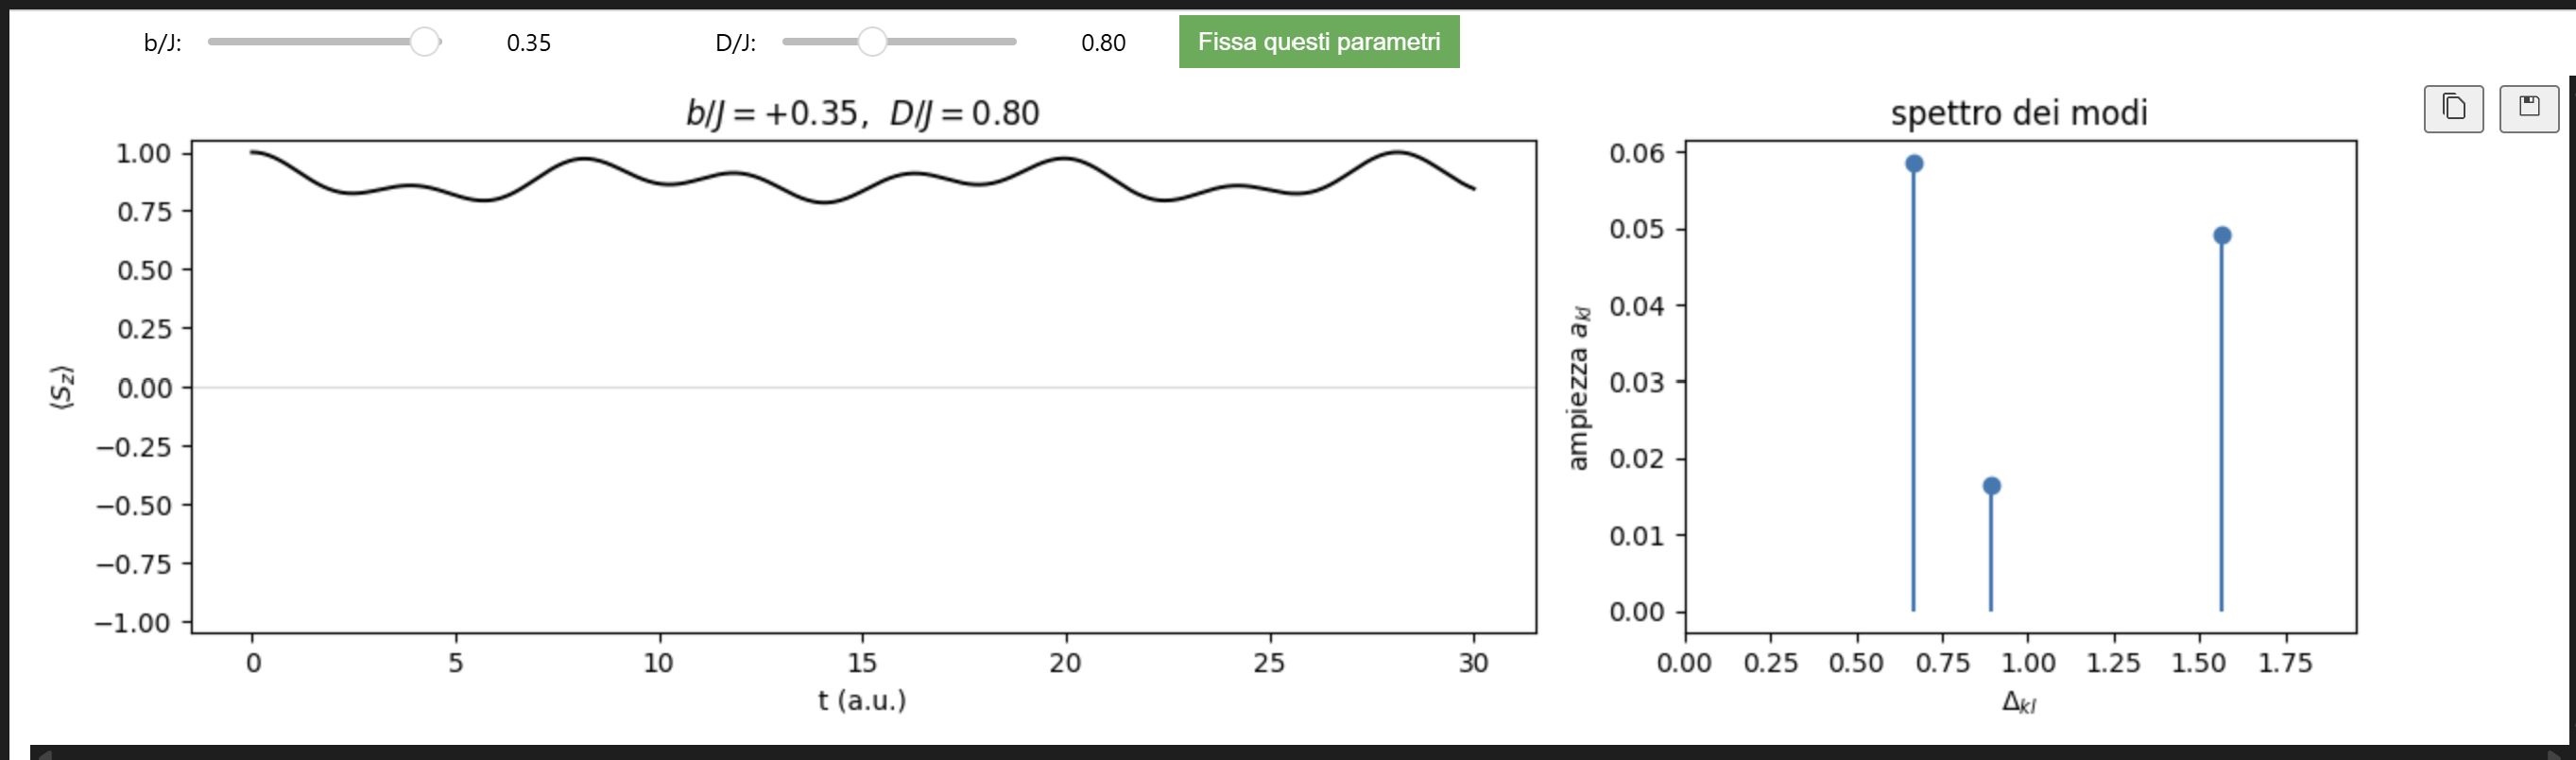 b/J: 0.35 D/J: 0.80 Fissa questi parametri
b/J = +0.35, D/J = 0.80
1.00
0.75
0.50
0.25
0.00
−0.25
−0.50
−0.75
−1.00
⟨Sz⟩
0 5 10 15 20 25 30
t (a.u.)
spettro dei modi
0.06
0.05
0.04
0.03
0.02
0.01
0.00
ampiezza akl
0.00 0.25 0.50 0.75 1.00 1.25 1.50 1.75
Δkl